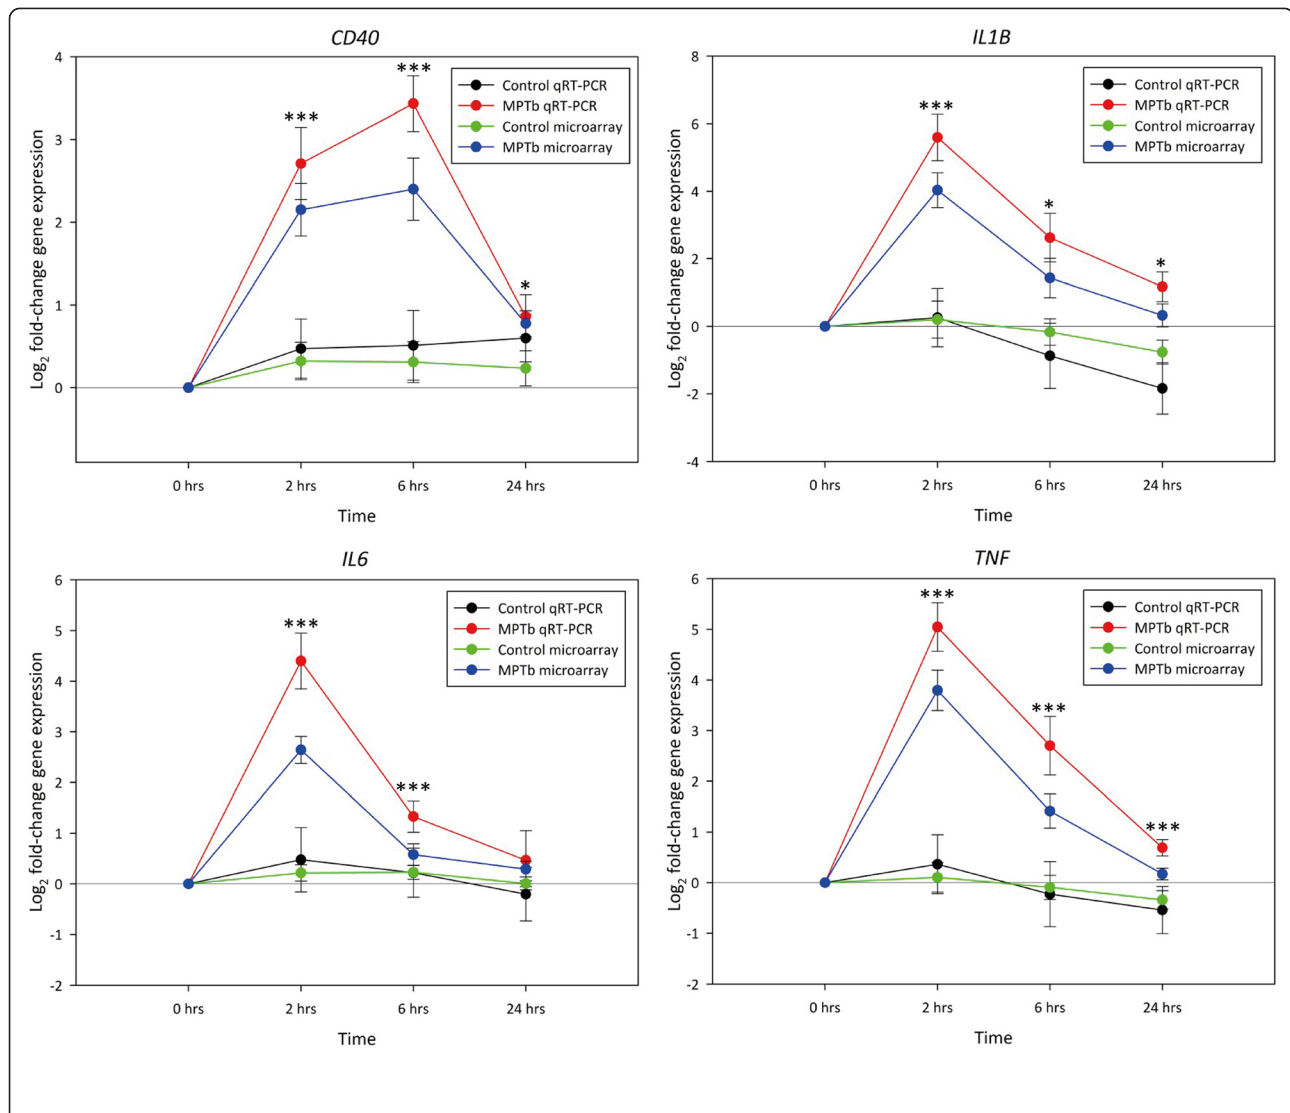 CD40
Log2 fold-change gene expression
4
3
2
1
0
***
***
*
Control qRT-PCR
MPTb qRT-PCR
Control microarray
MPTb microarray
0 hrs
2 hrs
6 hrs
24 hrs
Time
IL1B
Log2 fold-change gene expression
8
6
4
2
0
-2
-4
***
*
*
Control qRT-PCR
MPTb qRT-PCR
Control microarray
MPTb microarray
0 hrs
2 hrs
6 hrs
24 hrs
Time
IL6
Log2 fold-change gene expression
6
5
4
3
2
1
0
-1
-2
***
***
Control qRT-PCR
MPTb qRT-PCR
Control microarray
MPTb microarray
0 hrs
2 hrs
6 hrs
24 hrs
Time
TNF
Log2 fold-change gene expression
6
5
4
3
2
1
0
-1
-2
***
***
***
Control qRT-PCR
MPTb qRT-PCR
Control microarray
MPTb microarray
0 hrs
2 hrs
6 hrs
24 hrs
Time